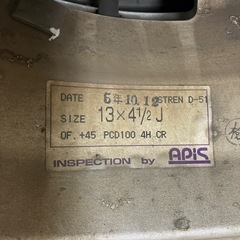 DATE 6年10.12 STREN D-51
SIZE 13×4½J
OF.+45 PCD100 4H CR
INSPECTION by APiS